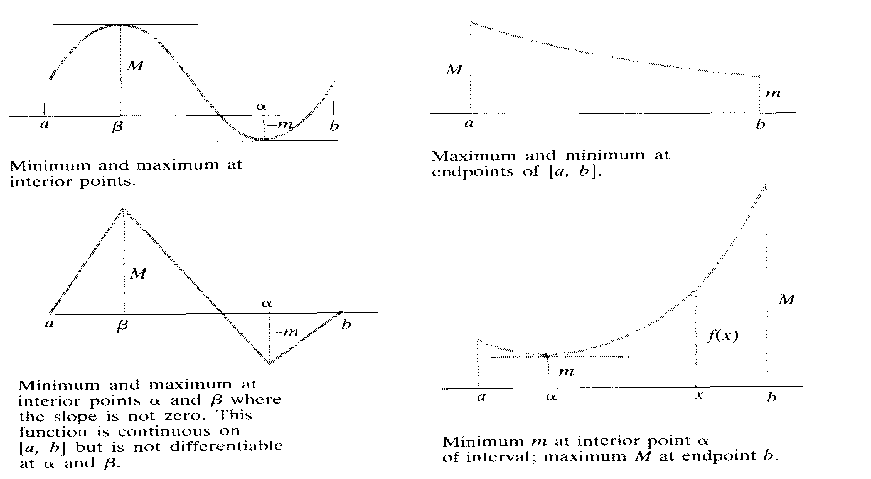 M
α
a
β
−m
b
Minimum and maximum at
interior points.
M
m
a
b
Maximum and minimum at
endpoints of [a, b].
M
α
a
β
−m
b
Minimum and maximum at
interior points α and β where
the slope is not zero. This
function is continuous on
[a, b] but is not differentiable
at α and β.
M
f(x)
m
a
α
x
b
Minimum m at interior point α
of interval; maximum M at endpoint b.